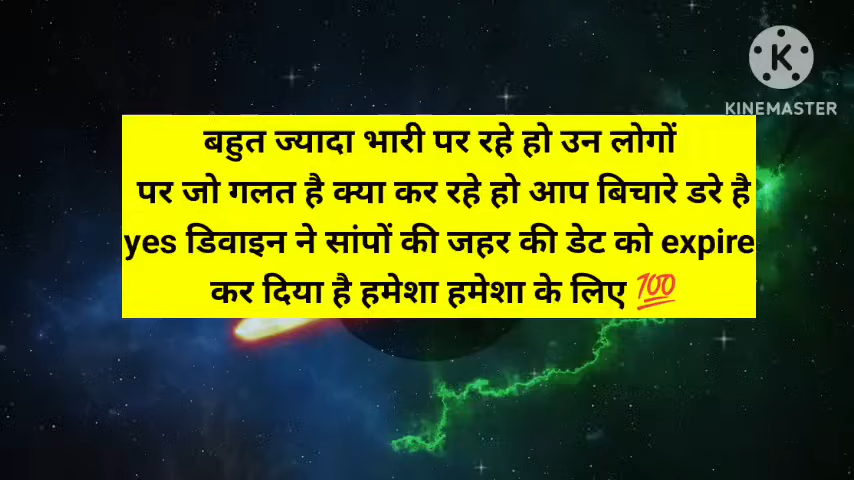 KINEMASTER
बहुत ज्यादा भारी पर रहे हो उन लोगों
पर जो गलत है क्या कर रहे हो आप बिचारे डरे है
yes डिवाइन ने सांपों की जहर की डेट को expire
कर दिया है हमेशा हमेशा के लिए 💯